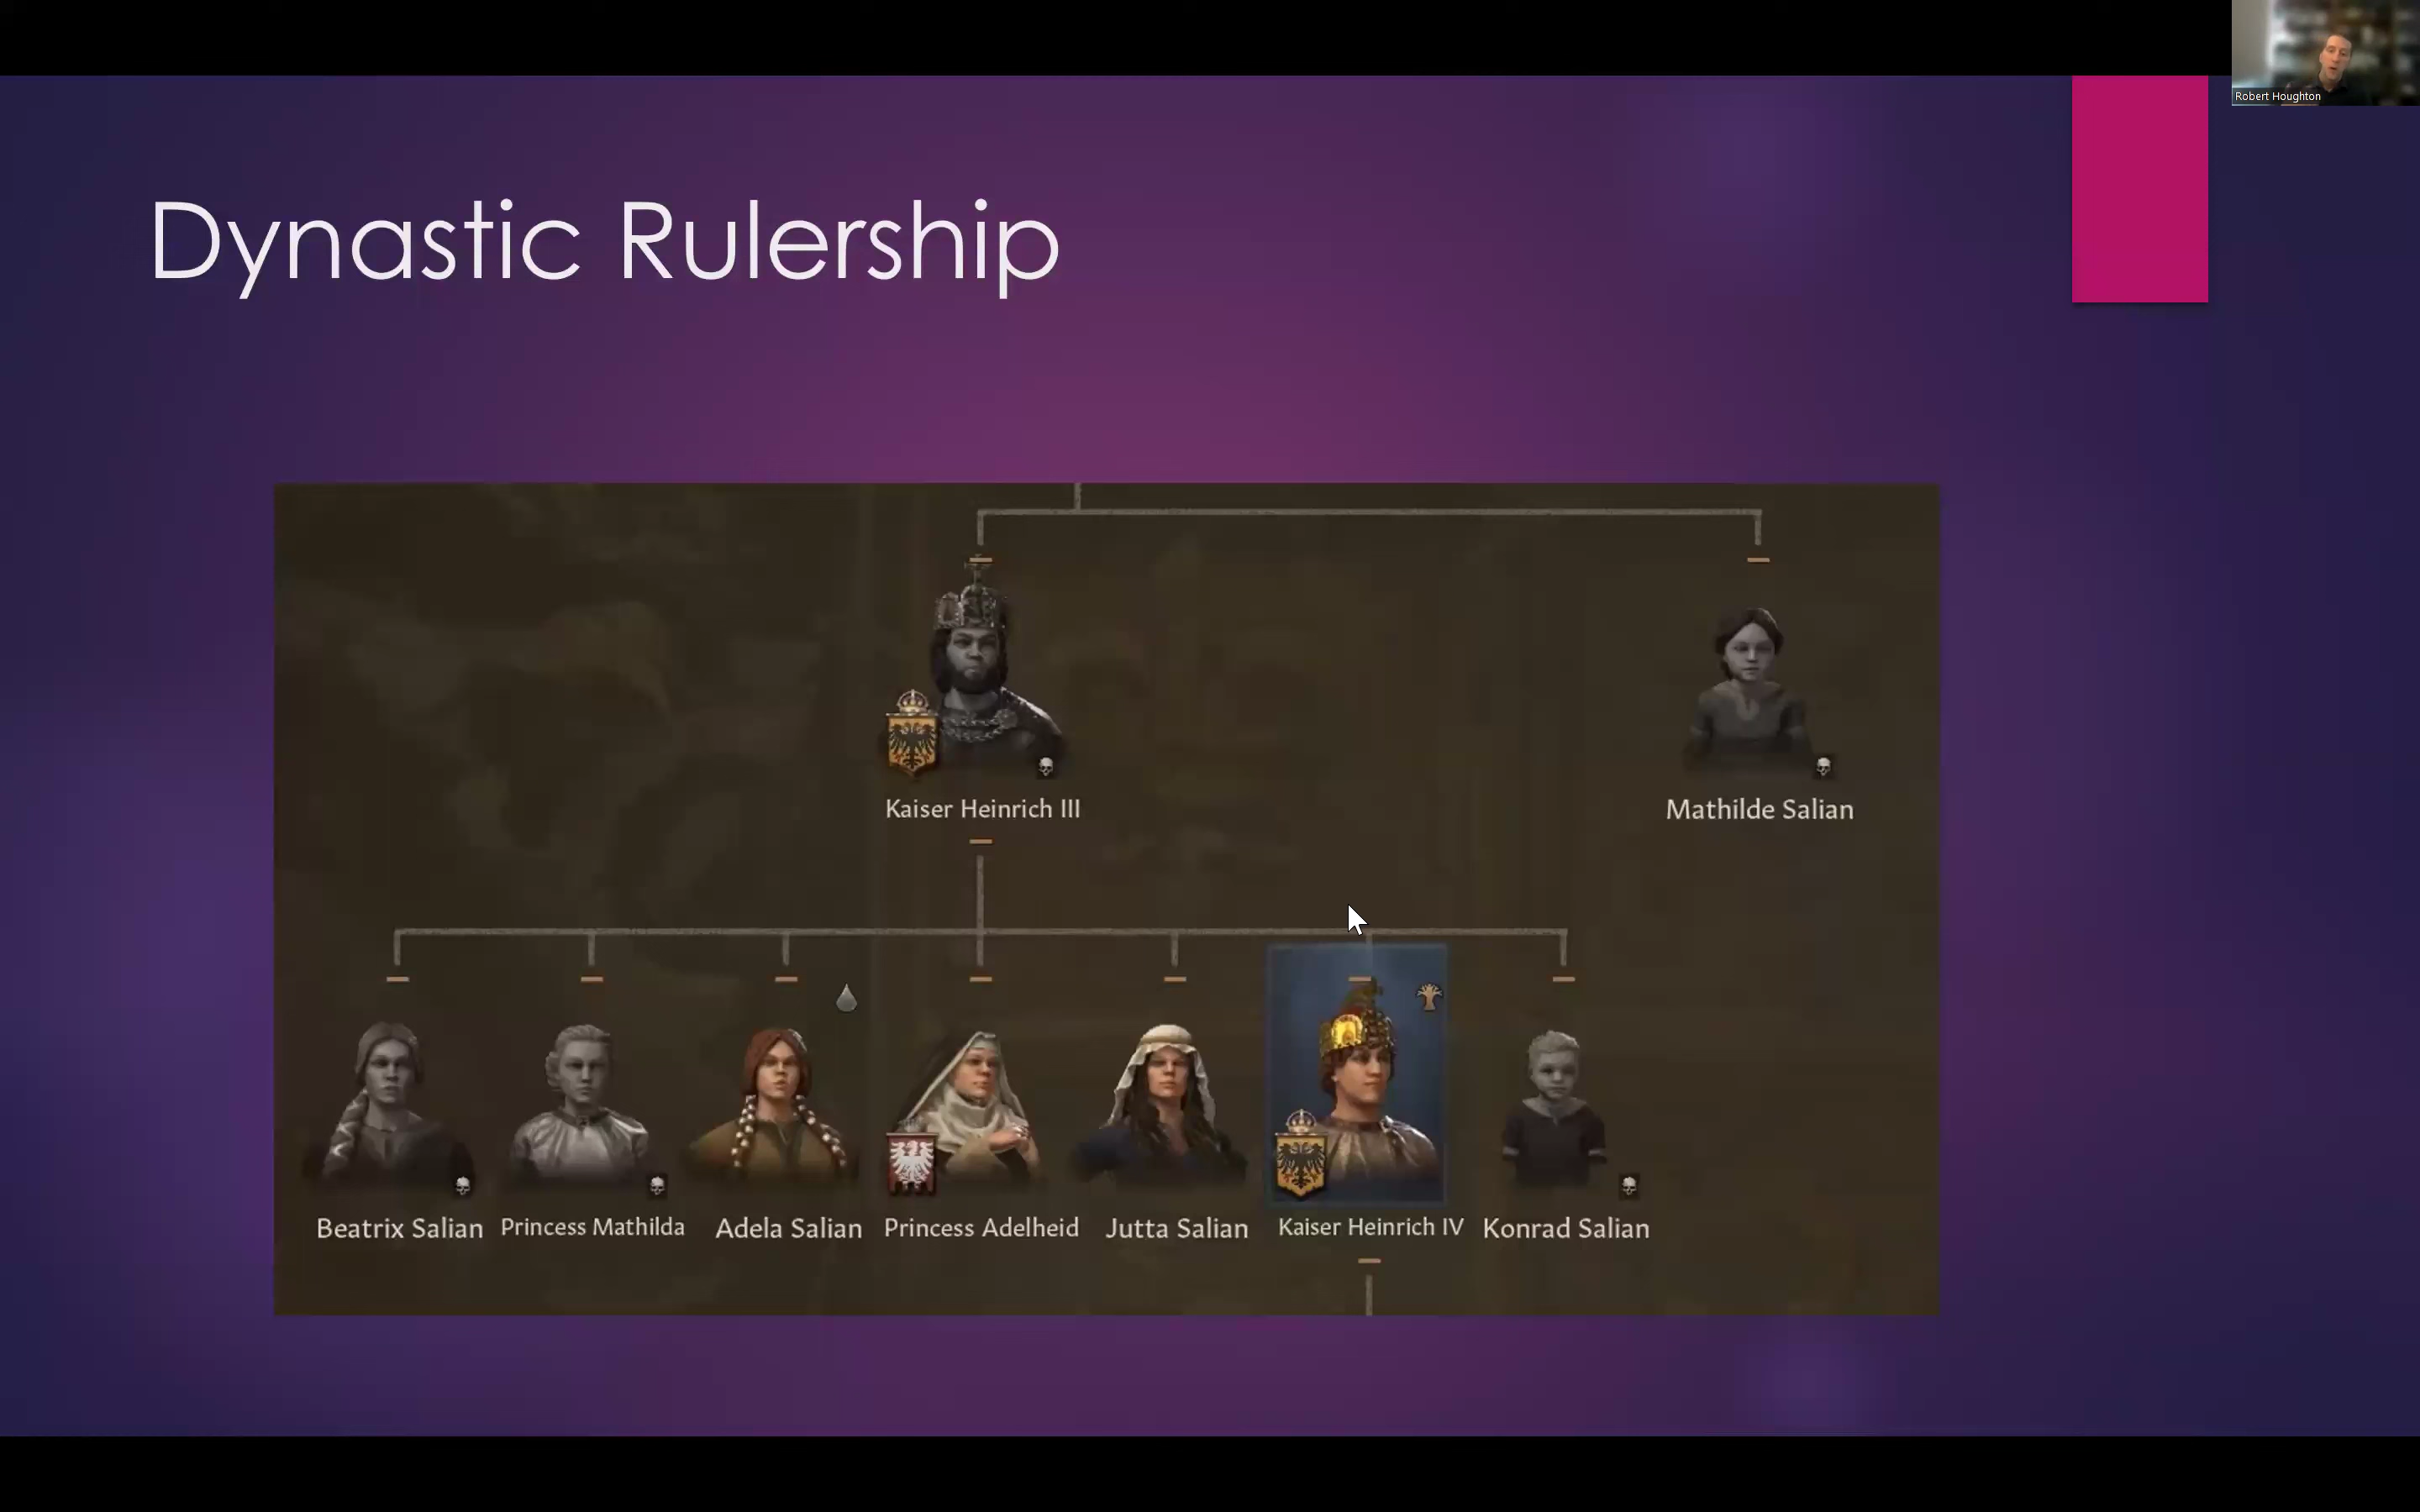 Robert Houghton
Dynastic Rulership
Kaiser Heinrich III
Mathilde Salian
Beatrix Salian
Princess Mathilda
Adela Salian
Princess Adelheid
Jutta Salian
Kaiser Heinrich IV
Konrad Salian